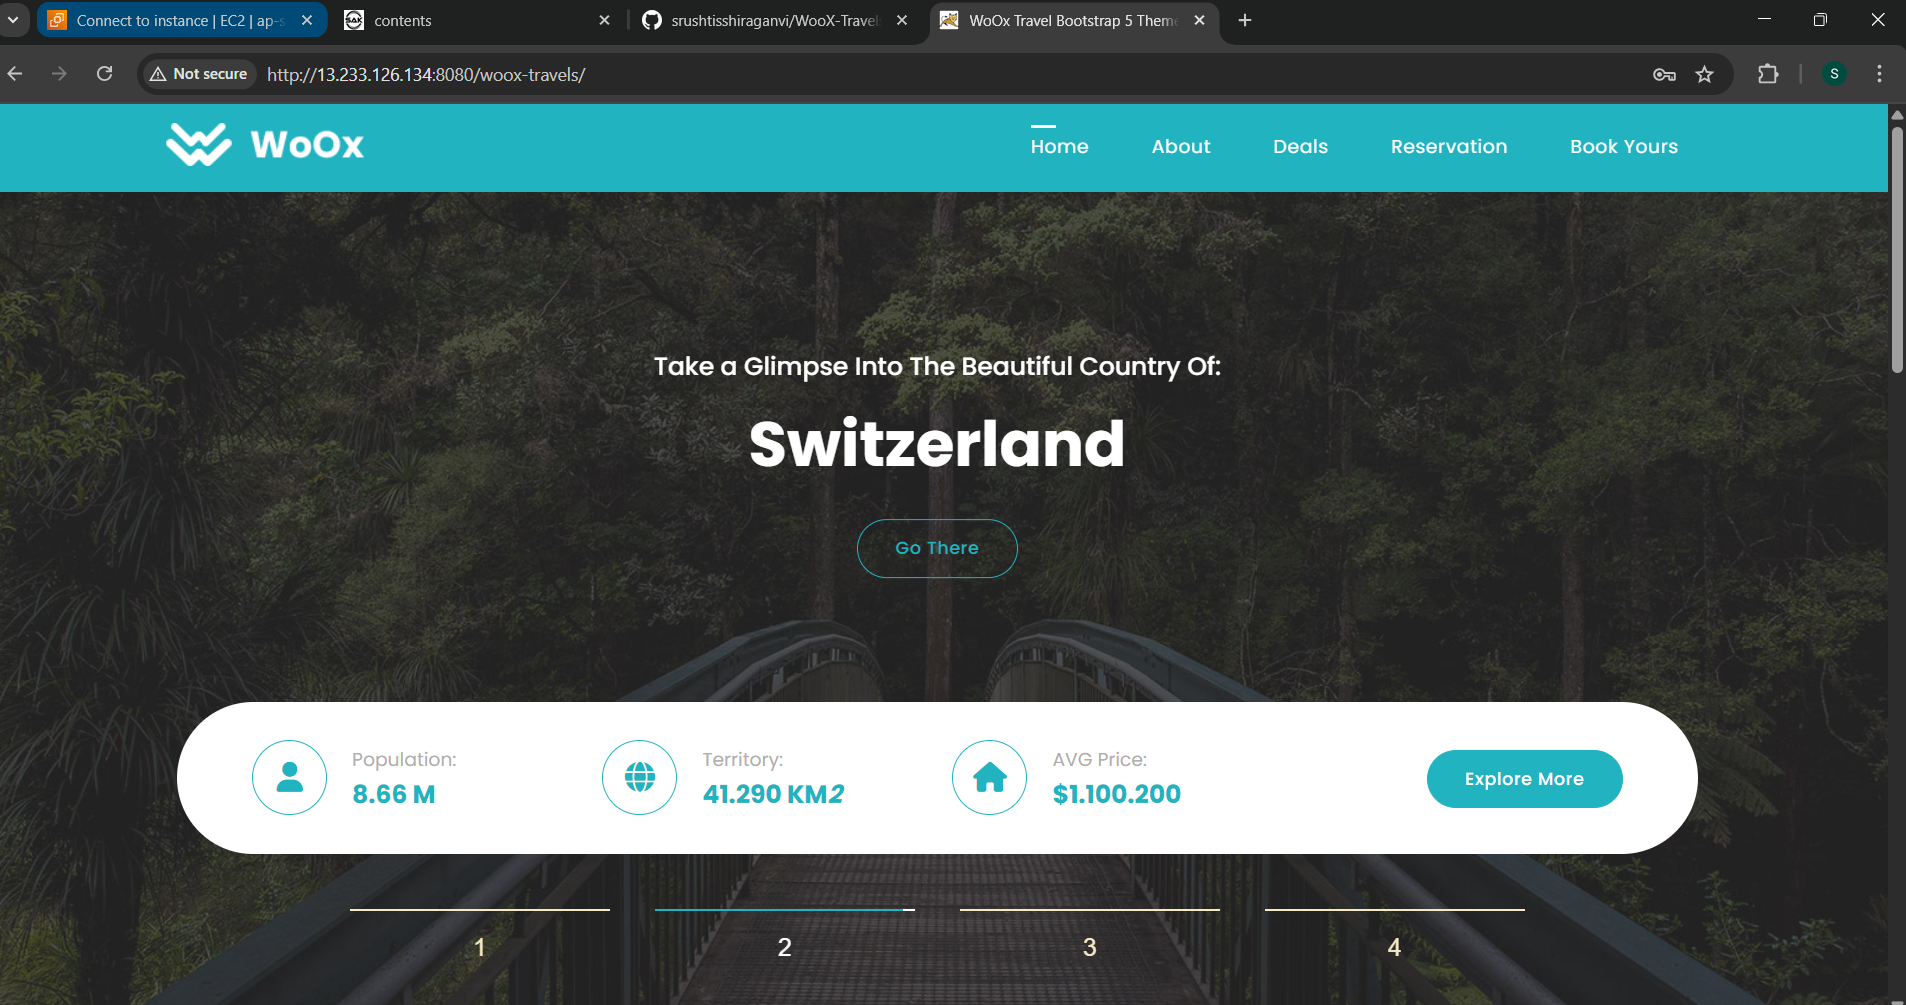 Connect to instance | EC2 | ap-s
contents
srushtisshiraganvi/WooX-Travel
WoOx Travel Bootstrap 5 Theme
Not secure
http://13.233.126.134:8080/woox-travels/
S
WoOx
Home
About
Deals
Reservation
Book Yours
Take a Glimpse Into The Beautiful Country Of:
Switzerland
Go There
Population:
8.66 M
Territory:
41.290 KM2
AVG Price:
$1.100.200
Explore More
1
2
3
4